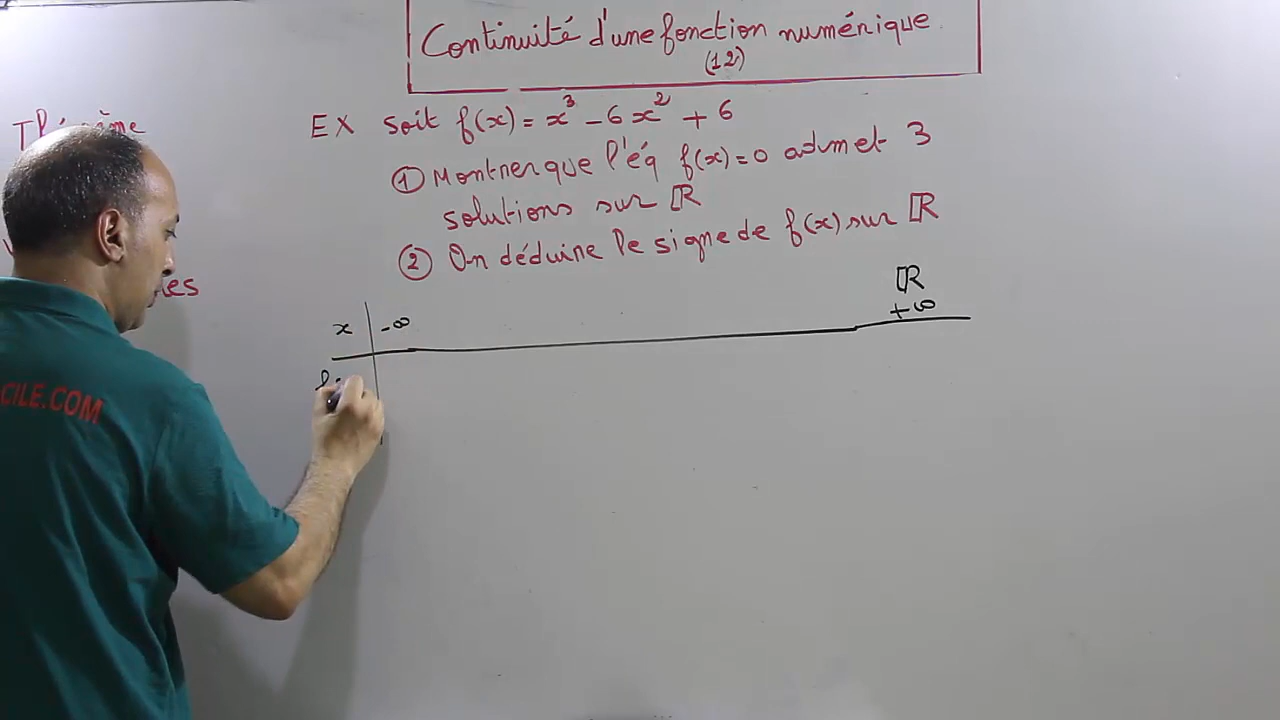 Continuité d'une fonction numérique
(12)
EX soit f(x) = x³ - 6x² + 6
① Montrer que l'éq f(x)=0 admet 3
solutions sur ℝ
② On déduire le signe de f(x) sur ℝ
ℝ
x -∞ +∞
CILE.COM